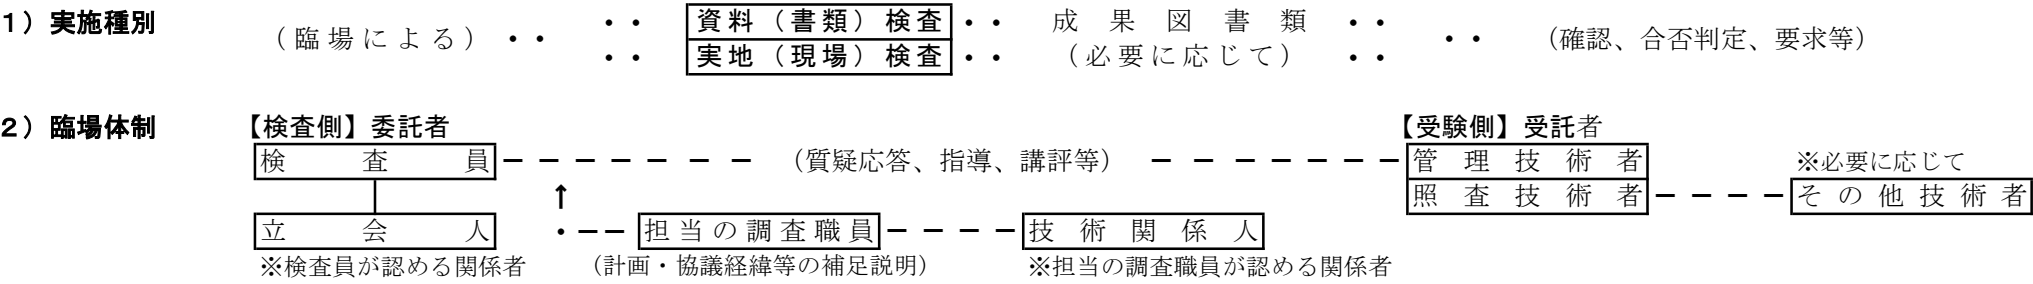 １）実施種別
（臨場による）・・
・・ 資料（書類）検査 ・・ 成果図書類 ・・
・・ 実地（現場）検査 ・・ （必要に応じて） ・・
・・ （確認、合否判定、要求等）
２）臨場体制 【検査側】委託者 【受験側】受託者
検査員 （質疑応答、指導、講評等） 管理技術者 ※必要に応じて
↑ 照査技術者 その他技術者
立会人 ・ 担当の調査職員 技術関係人
※検査員が認める関係者 （計画・協議経緯等の補足説明） ※担当の調査職員が認める関係者